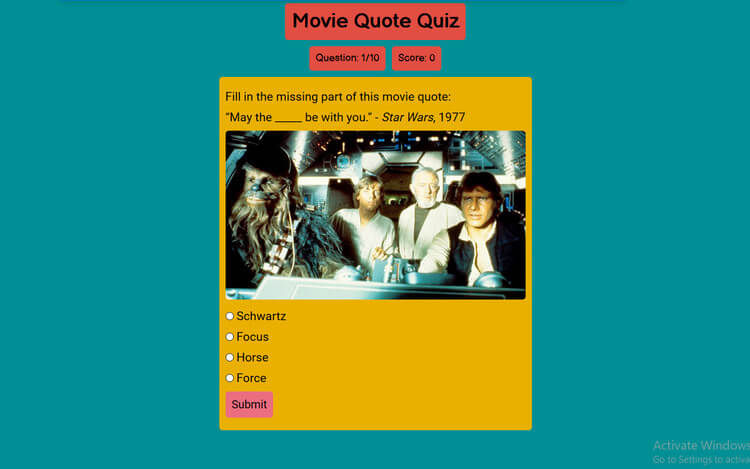 Movie Quote Quiz
Question: 1/10 Score: 0
Fill in the missing part of this movie quote:
“May the _____ be with you.” - Star Wars, 1977
Schwartz
Focus
Horse
Force
Submit
Activate Windows
Go to Settings to activa